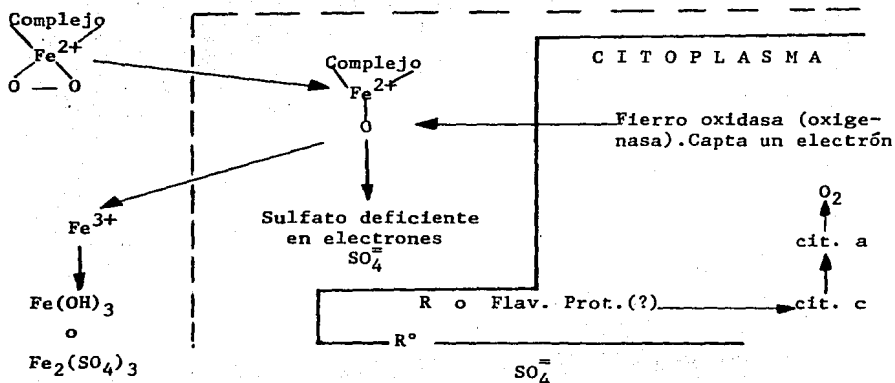 Complejo
Fe2+
O — O
Complejo
Fe2+
O
CITOPLASMA
Fierro oxidasa (oxige-
nasa).Capta un electrón
Sulfato deficiente
en electrones
SO4=
Fe3+
Fe(OH)3
o
Fe2(SO4)3
O2
cit. a
R o Flav. Prot.(?)
cit. c
R°
SO4=